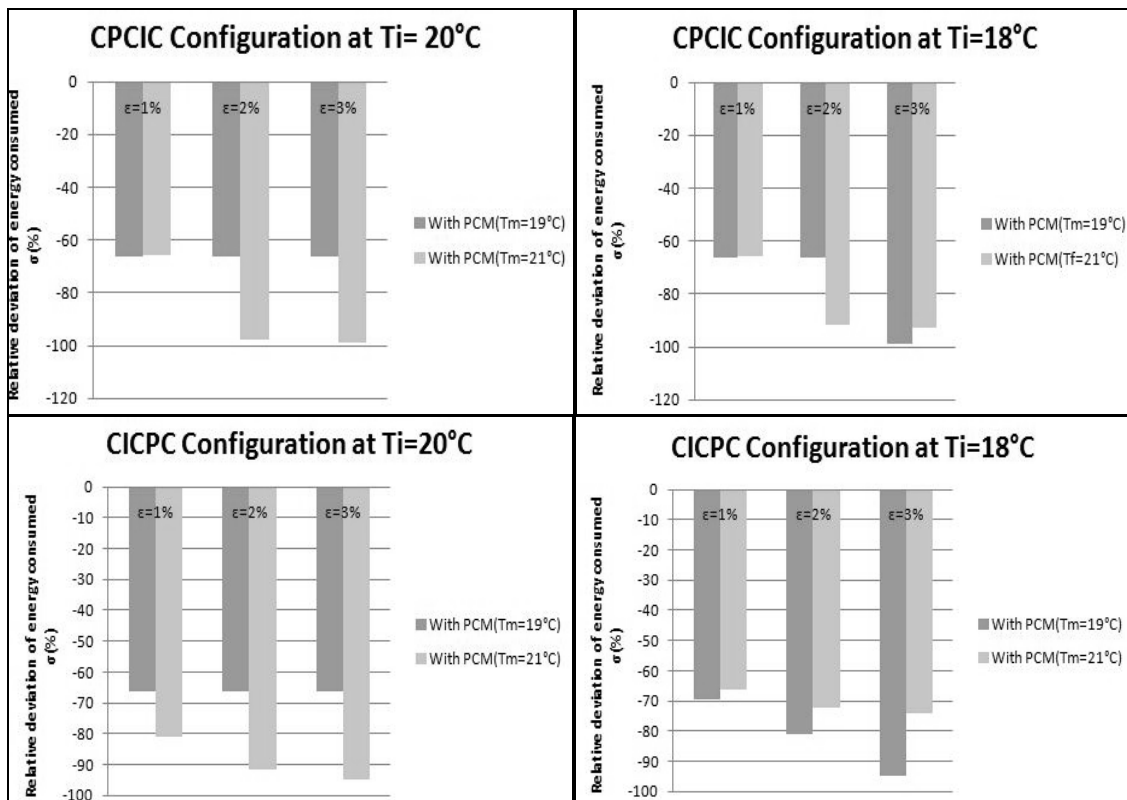 CPCIC Configuration at Ti= 20°C
Relative deviation of energy consumed
σ(%)
0
-20
-40
-60
-80
-100
-120
ε=1%
ε=2%
ε=3%
With PCM(Tm=19°C)
With PCM(Tm=21°C)
CPCIC Configuration at Ti=18°C
Relative deviation of energy consumed
σ(%)
0
-20
-40
-60
-80
-100
-120
ε=1%
ε=2%
ε=3%
With PCM(Tm=19°C)
With PCM(Tf=21°C)
CICPC Configuration at Ti=20°C
Relative deviation of energy consumed
σ(%)
0
-10
-20
-30
-40
-50
-60
-70
-80
-90
-100
ε=1%
ε=2%
ε=3%
With PCM(Tm=19°C)
With PCM(Tm=21°C)
CICPC Configuration at Ti=18°C
Relative deviation of energy consumed
σ(%)
0
-10
-20
-30
-40
-50
-60
-70
-80
-90
-100
ε=1%
ε=2%
ε=3%
With PCM(Tm=19°C)
With PCM(Tm=21°C)